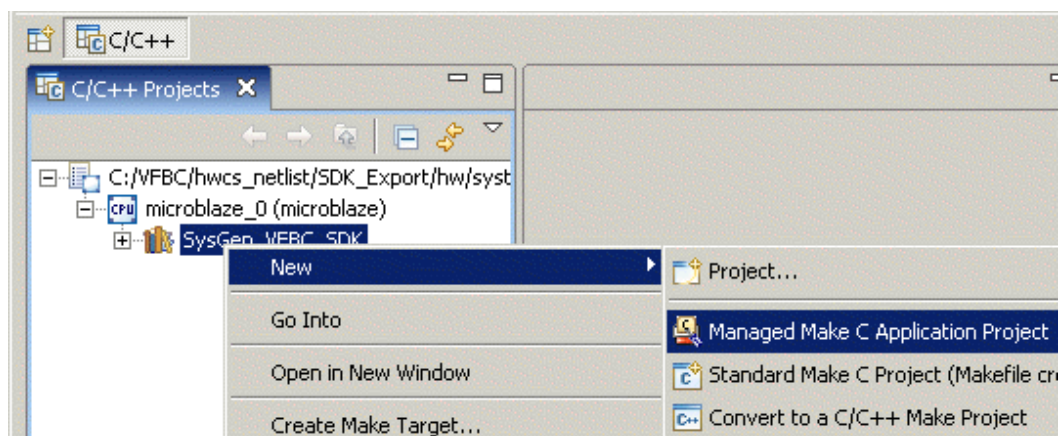 C/C++
C/C++ Projects
C:/VFBC/hwcs_netlist/SDK_Export/hw/syst
CPU microblaze_0 (microblaze)
SysGen_VFBC_SDK
New
Project...
Go Into
Managed Make C Application Project
Open in New Window
Standard Make C Project (Makefile cre
Create Make Target...
Convert to a C/C++ Make Project